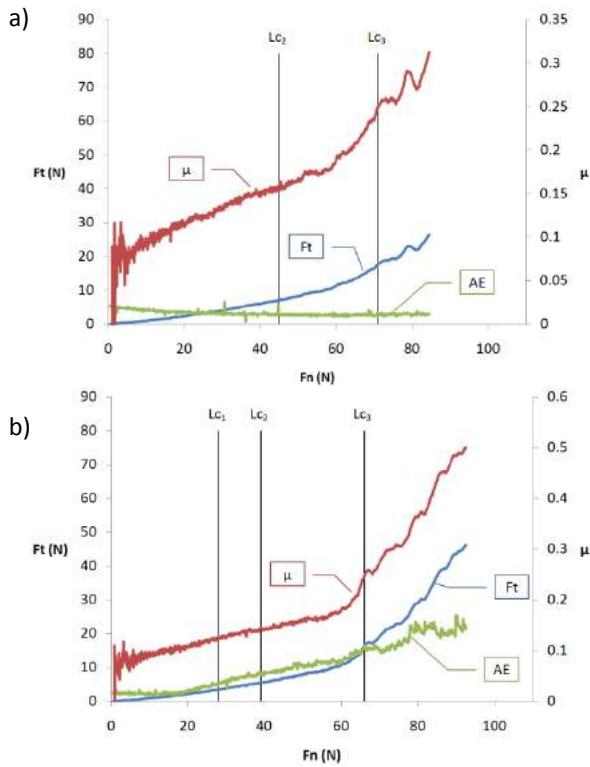 a)
Lc2 Lc3
90 0.35
80 0.3
70 0.25
60 0.2
50 0.15
40 0.1
30 0.05
20 0
10
0
Ft (N)
μ
μ
Ft
AE
0 20 40 60 80 100
Fn (N)
b)
Lc1 Lc2 Lc3
90 0.6
80 0.5
70 0.4
60 0.3
50 0.2
40 0.1
30 0
20
10
0
Ft (N)
μ
μ
Ft
AE
0 20 40 60 80 100
Fn (N)